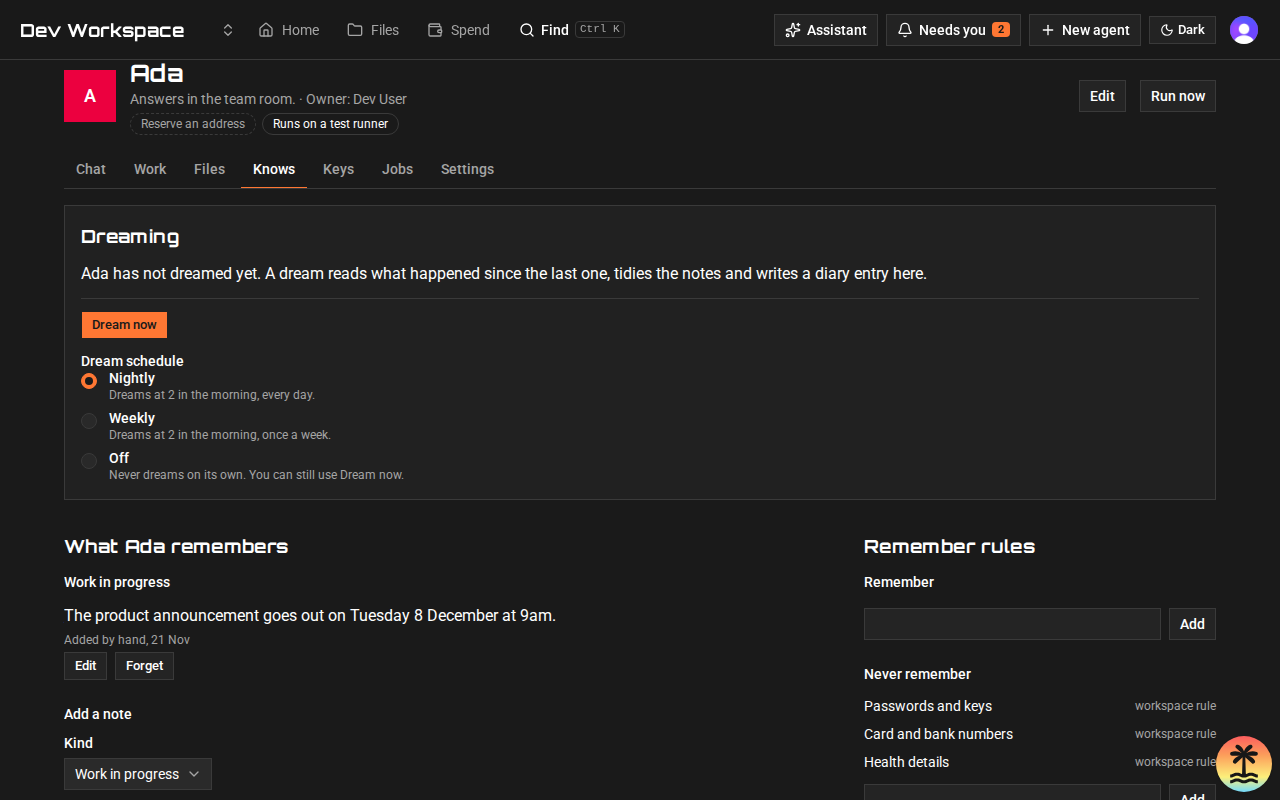 Dev Workspace
Home
Files
Spend
Find Ctrl K
Assistant
Needs you 2
New agent
Dark
A
Ada
Answers in the team room. · Owner: Dev User
Reserve an address
Runs on a test runner
Edit
Run now
Chat
Work
Files
Knows
Keys
Jobs
Settings
Dreaming
Ada has not dreamed yet. A dream reads what happened since the last one, tidies the notes and writes a diary entry here.
Dream now
Dream schedule
Nightly
Dreams at 2 in the morning, every day.
Weekly
Dreams at 2 in the morning, once a week.
Off
Never dreams on its own. You can still use Dream now.
What Ada remembers
Work in progress
The product announcement goes out on Tuesday 8 December at 9am.
Added by hand, 21 Nov
Edit
Forget
Add a note
Kind
Work in progress
Remember rules
Remember
Add
Never remember
Passwords and keys workspace rule
Card and bank numbers workspace rule
Health details workspace rule
Add